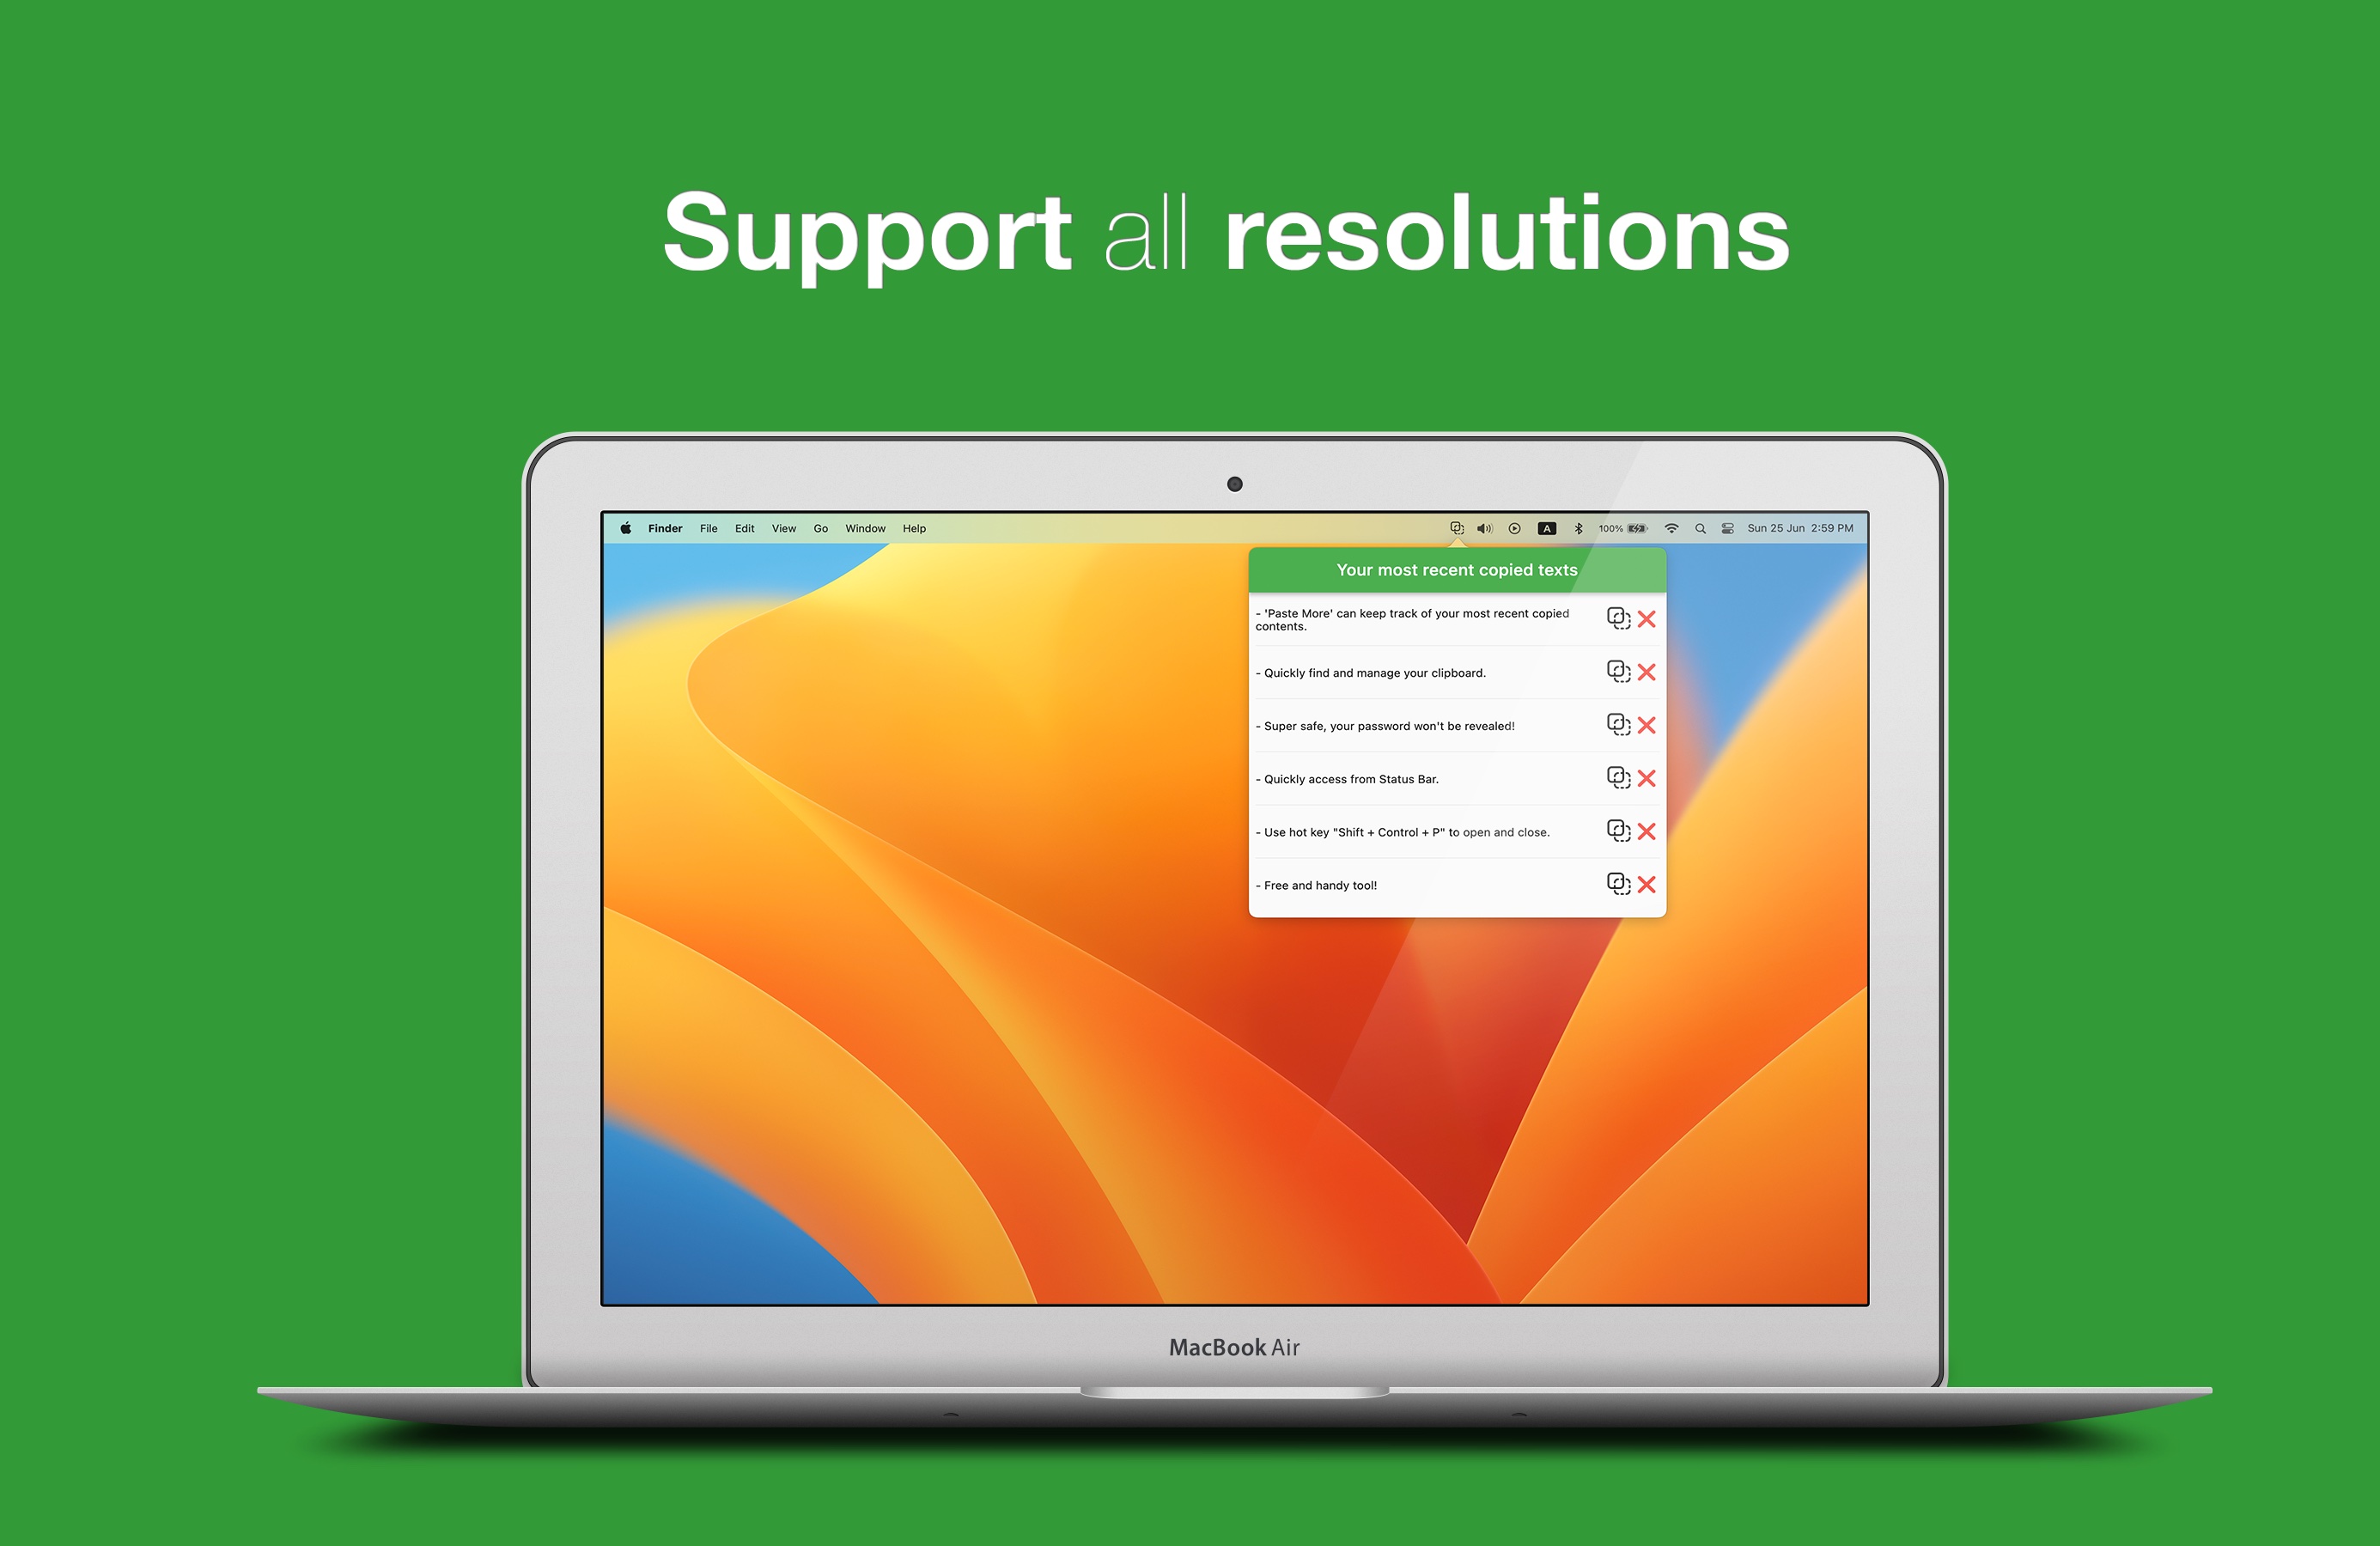 Support all resolutions
Finder File Edit View Go Window Help A 100% Sun 25 Jun 2:59 PM
Your most recent copied texts
- 'Paste More' can keep track of your most recent copied
contents.
- Quickly find and manage your clipboard.
- Super safe, your password won't be revealed!
- Quickly access from Status Bar.
- Use hot key "Shift + Control + P" to open and close.
- Free and handy tool!
MacBook Air